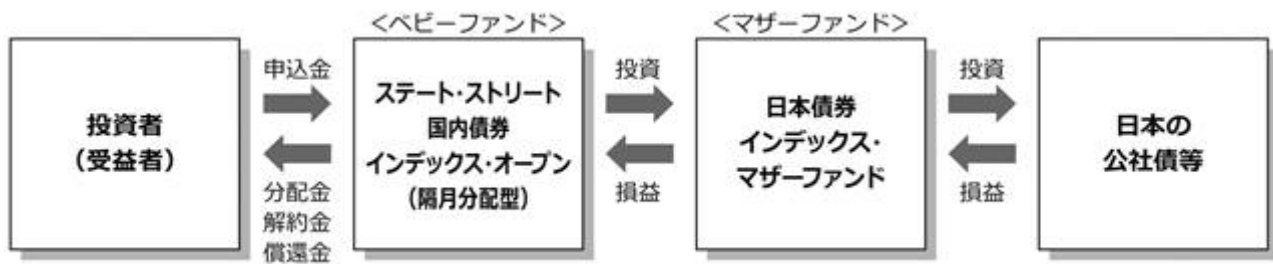 <ベビーファンド>
<マザーファンド>
投資者
(受益者)
申込金
分配金
解約金
償還金
ステート・ストリート
国内債券
インデックス・オープン
(隔月分配型)
投資
損益
日本債券
インデックス・
マザーファンド
投資
損益
日本の
公社債等